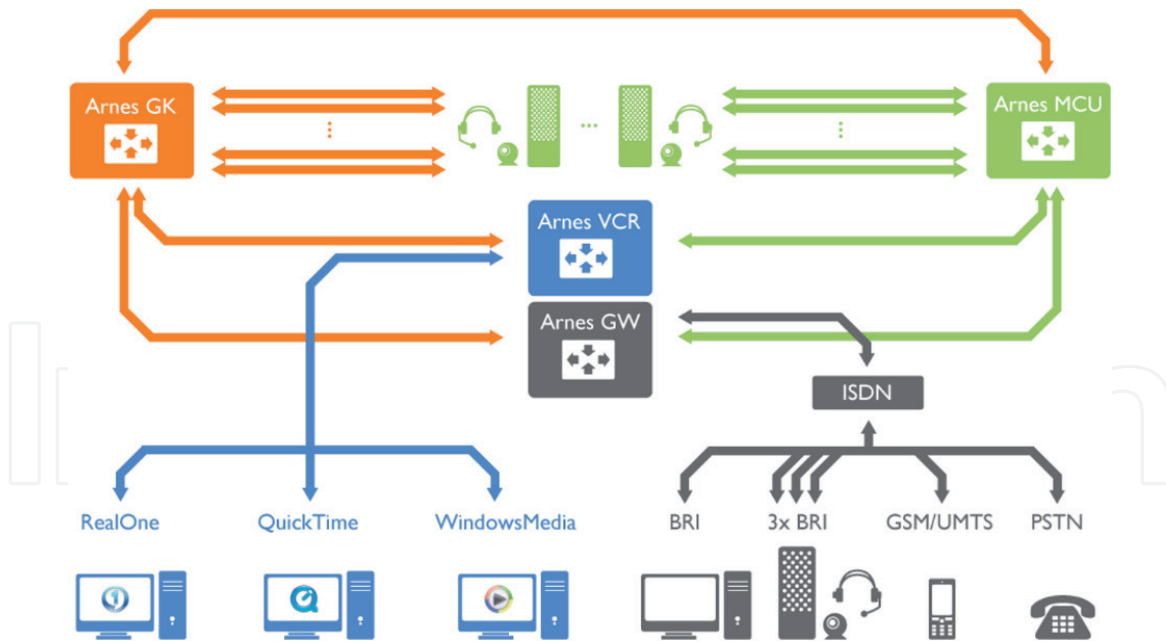 Arnes GK
Arnes MCU
Arnes VCR
Arnes GW
ISDN
RealOne
QuickTime
WindowsMedia
BRI
3x BRI
GSM/UMTS
PSTN